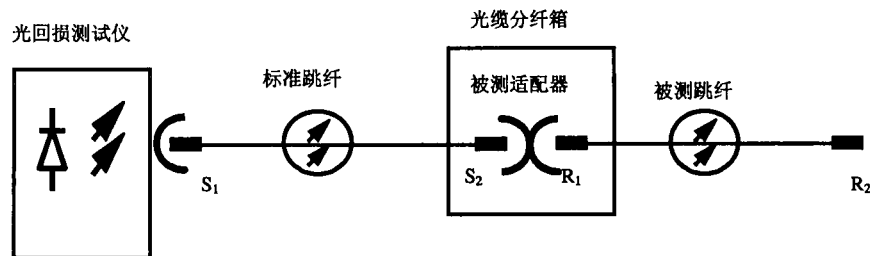 光缆分纤箱
光回损测试仪
标准跳纤
被测适配器
被测跳纤
S₁
S₂
R₁
R₂